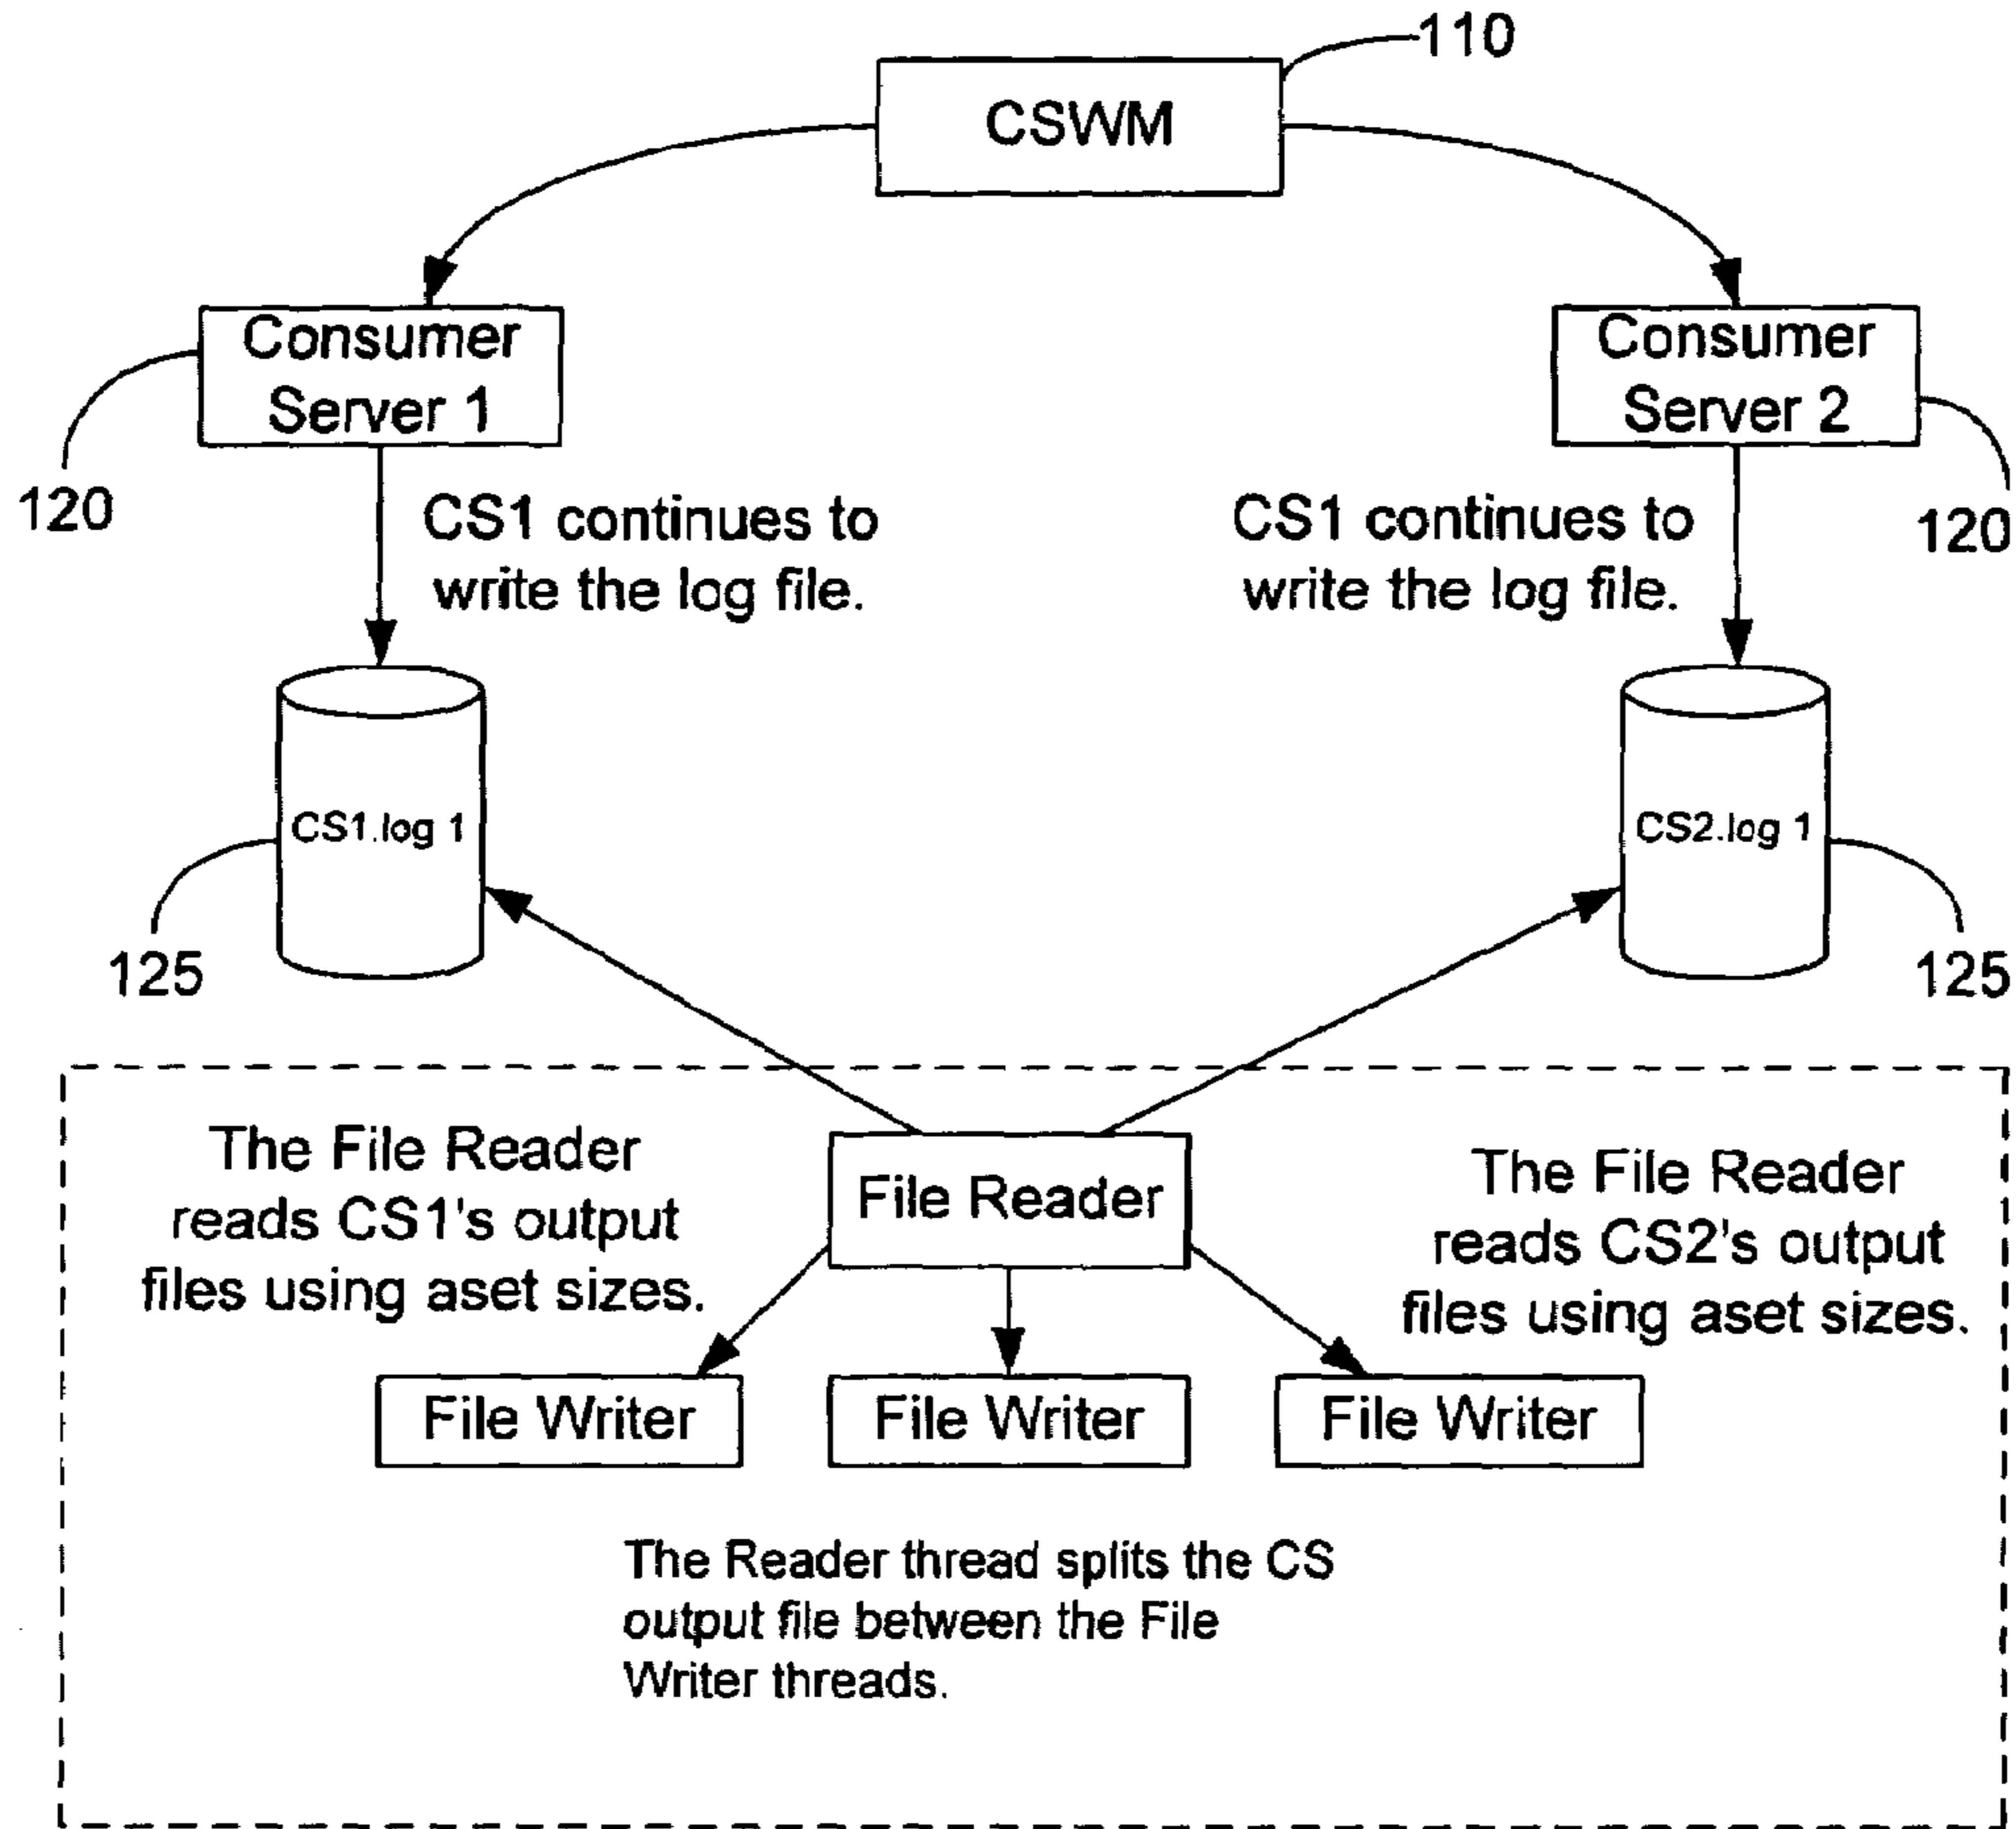 110
CSWM
Consumer
Server 1
Consumer
Server 2
120
120
CS1 continues to
write the log file.
CS1 continues to
write the log file.
CS1.log 1
CS2.log 1
125
125
The File Reader
reads CS1's output
files using aset sizes.
File Reader
The File Reader
reads CS2's output
files using aset sizes.
File Writer
File Writer
File Writer
The Reader thread splits the CS
output file between the File
Writer threads.